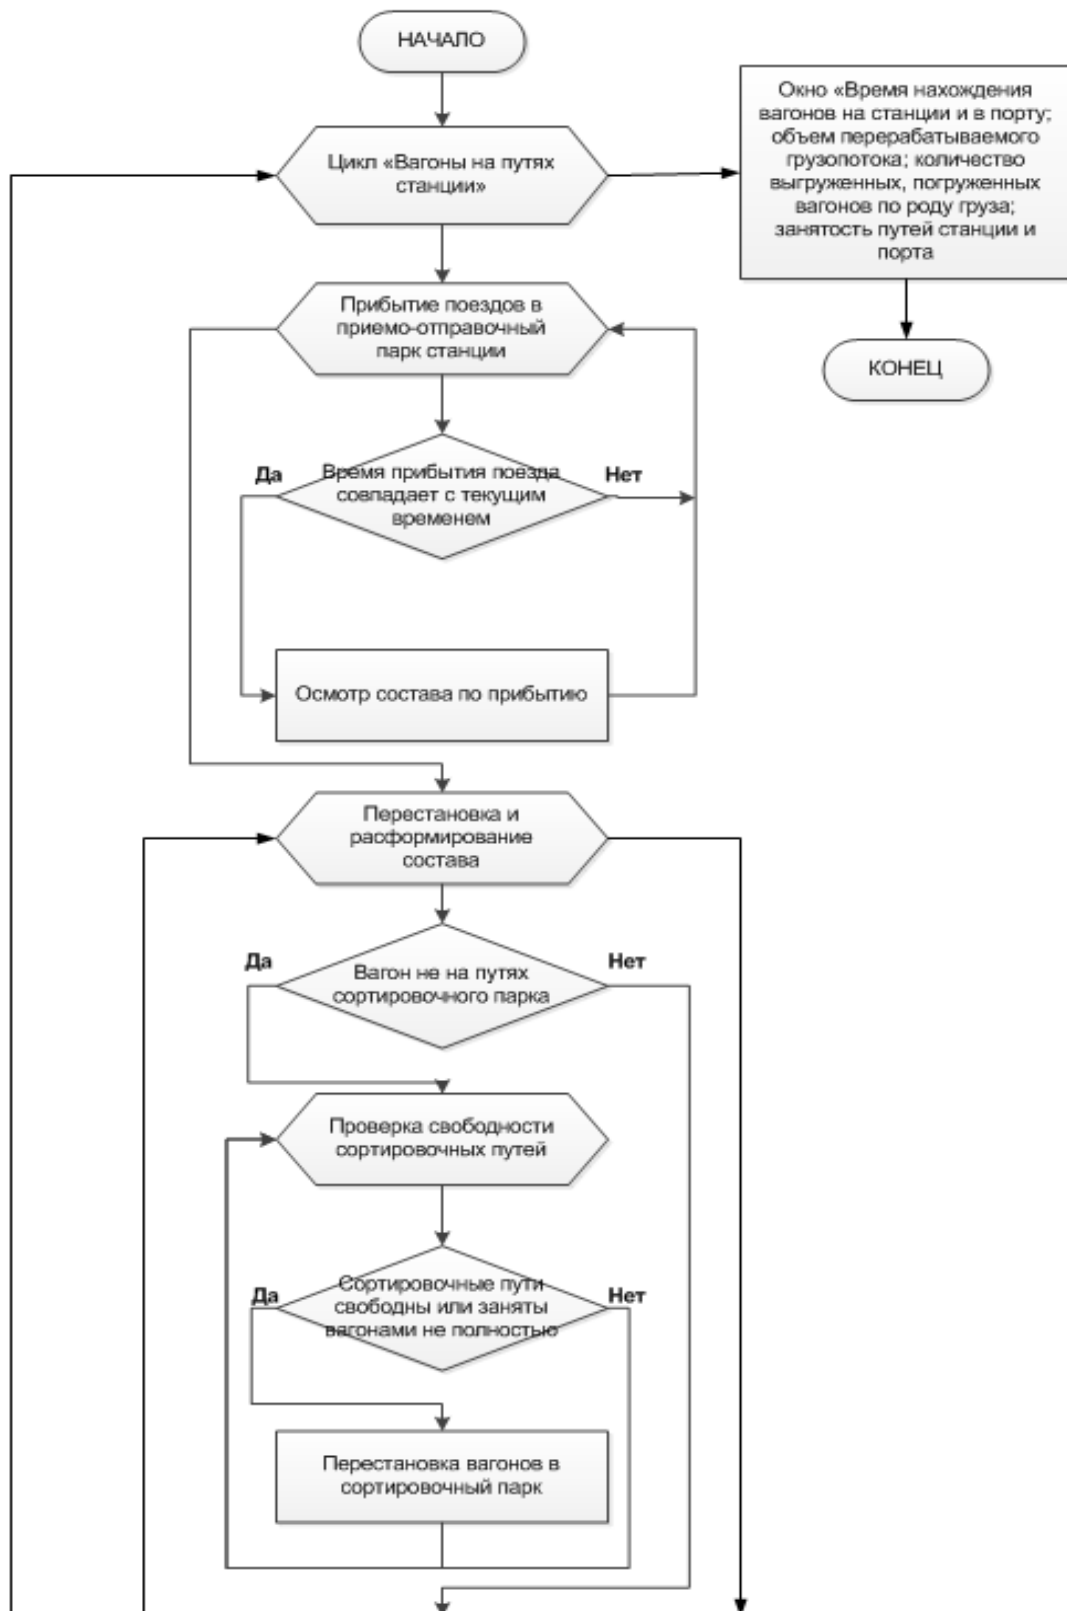 НАЧАЛО
Окно «Время нахождения
вагонов на станции и в порту;
объем перерабатываемого
грузопотока; количество
выгруженных, погруженных
вагонов по роду груза;
занятость путей станции и
порта
Цикл «Вагоны на путях
станции»
Прибытие поездов в
приемо-отправочный
парк станции
КОНЕЦ
Да
Время прибытия поезда
совпадает с текущим
временем
Нет
Осмотр состава по прибытию
Перестановка и
расформирование
состава
Да
Вагон не на путях
сортировочного парка
Нет
Проверка свободности
сортировочных путей
Да
Сортировочные пути
свободны или заняты
вагонами не полностью
Нет
Перестановка вагонов в
сортировочный парк